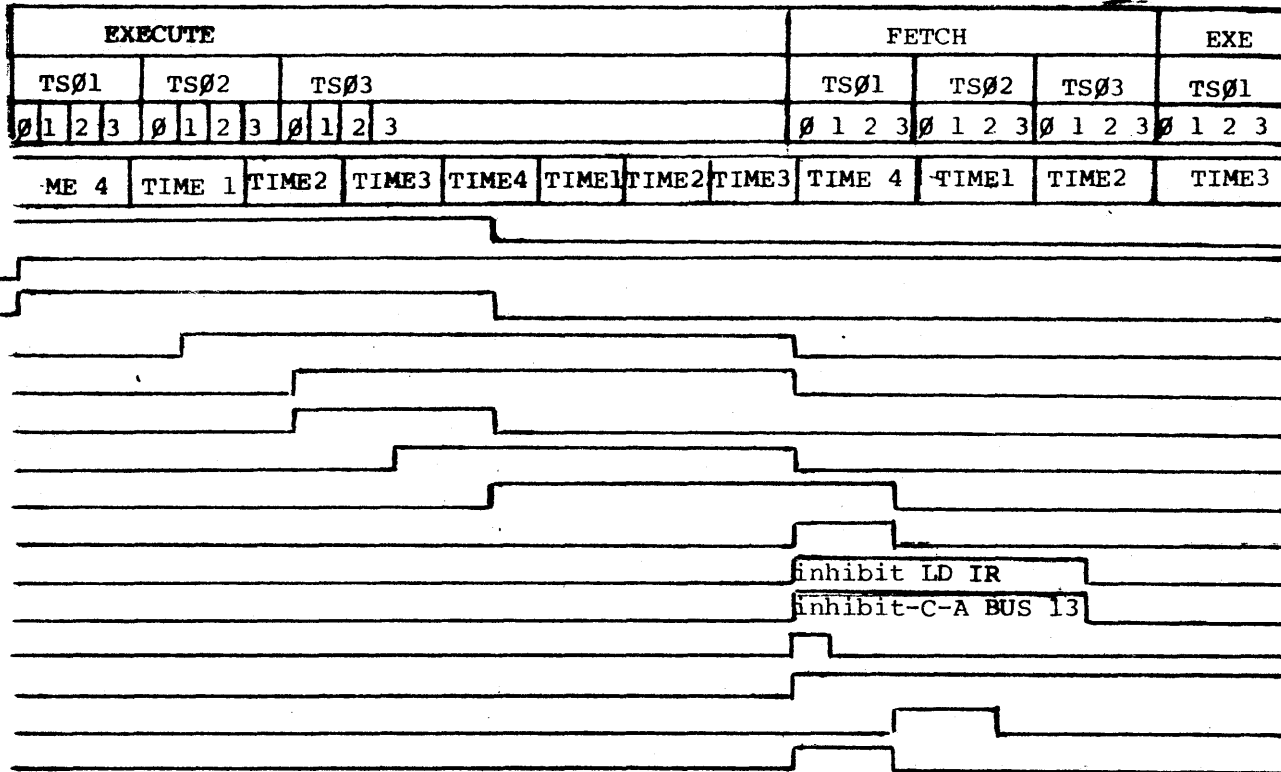 EXECUTE FETCH EXE
TSØ1 TSØ2 TSØ3 TSØ1 TSØ2 TSØ3 TSØ1
Ø 1 2 3 Ø 1 2 3 Ø 1 2 3 Ø 1 2 3 Ø 1 2 3 Ø 1 2 3 Ø 1 2 3
ME 4 TIME 1 TIME2 TIME3 TIME4 TIME1 TIME2 TIME3 TIME 4 TIME1 TIME2 TIME3
inhibit LD IR
inhibit-C-A BUS 13